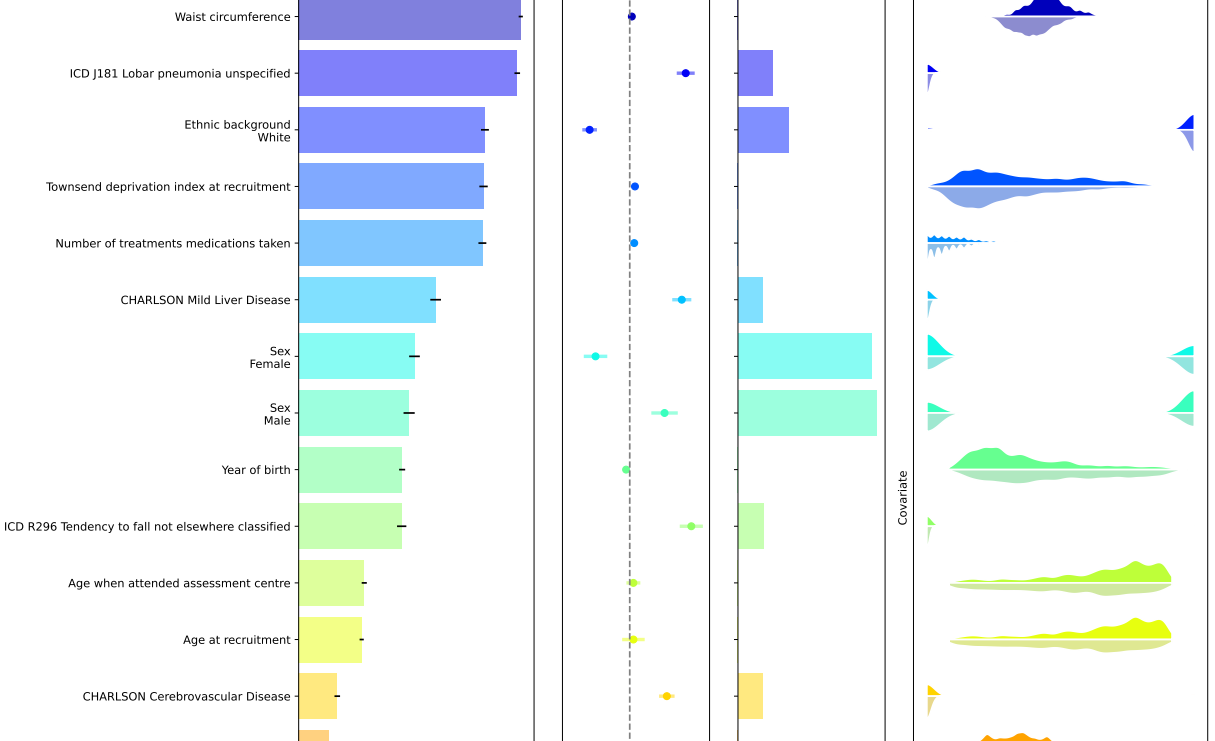 Waist circumference
ICD J181 Lobar pneumonia unspecified
Ethnic background
White
Townsend deprivation index at recruitment
Number of treatments medications taken
CHARLSON Mild Liver Disease
Sex
Female
Sex
Male
Year of birth
ICD R296 Tendency to fall not elsewhere classified
Age when attended assessment centre
Age at recruitment
CHARLSON Cerebrovascular Disease
Covariate